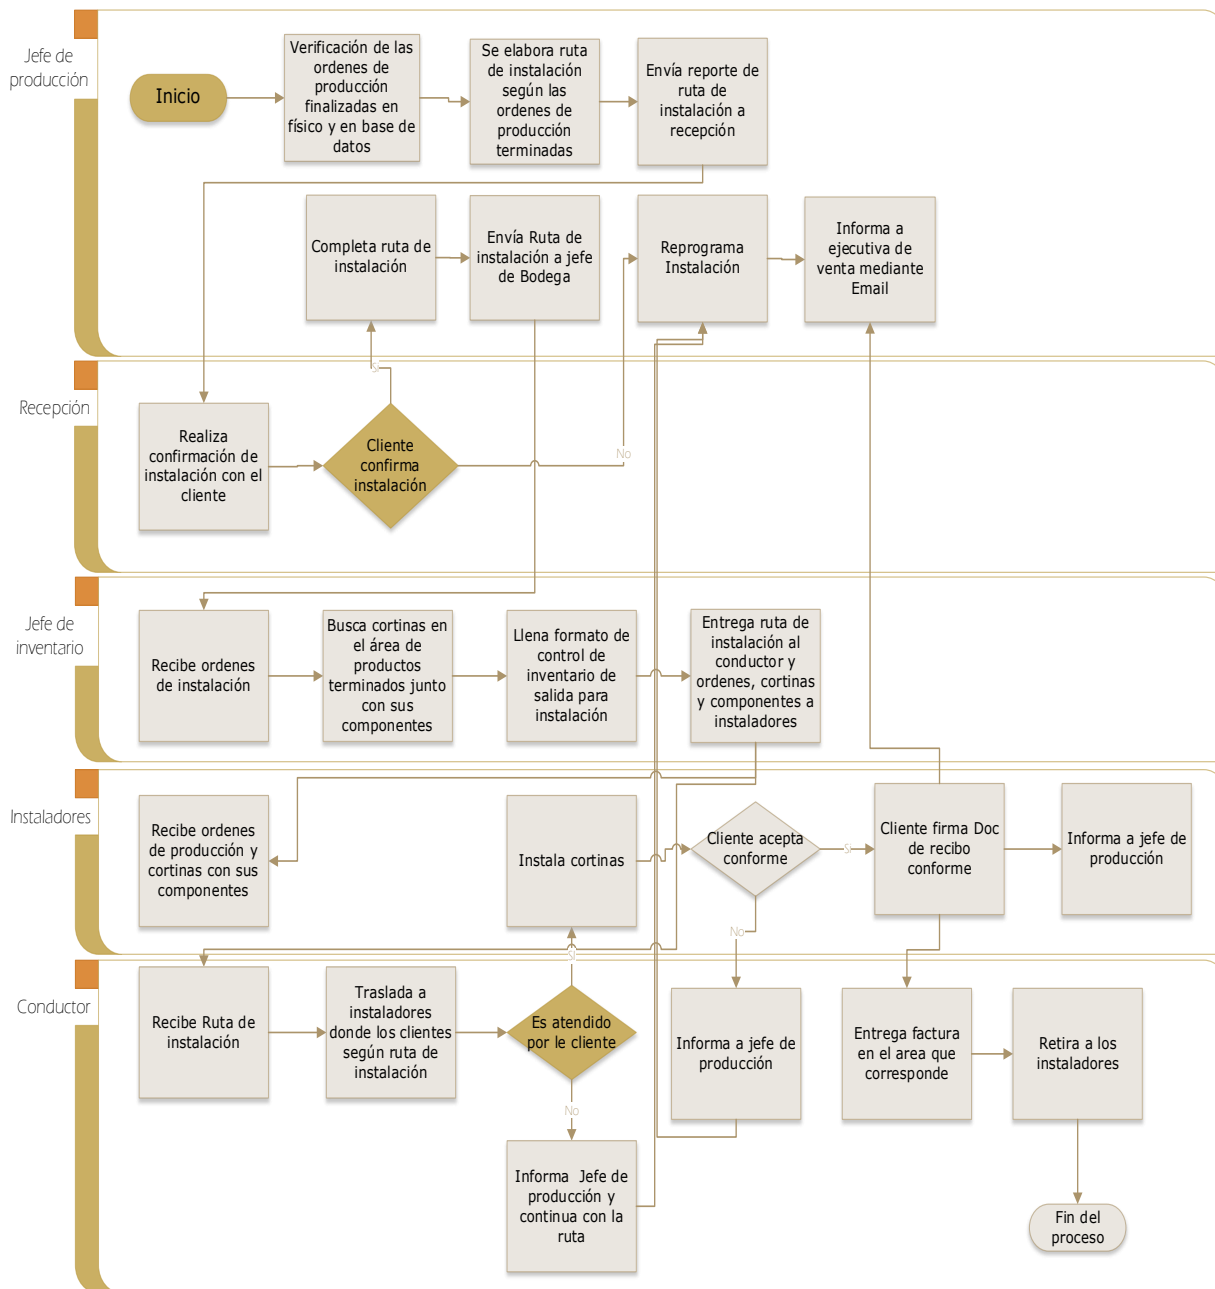 Jefe de
producción
Inicio
Verificación de las
ordenes de
producción
finalizadas en
físico y en base de
datos
Se elabora ruta
de instalación
según las
ordenes de
producción
terminadas
Envía reporte de
ruta de
instalación a
recepción
Completa ruta de
instalación
Envía Ruta de
instalación a jefe
de Bodega
Reprograma
Instalación
Informa a
ejecutiva de
venta mediante
Email
Si
Recepción
Realiza
confirmación de
instalación con el
cliente
Cliente
confirma
instalación
No
Jefe de
inventario
Recibe ordenes
de instalación
Busca cortinas en
el área de
productos
terminados junto
con sus
componentes
Llena formato de
control de
inventario de
salida para
instalación
Entrega ruta de
instalación al
conductor y
ordenes, cortinas
y componentes a
instaladores
Instaladores
Recibe ordenes
de producción y
cortinas con sus
componentes
Instala cortinas
Cliente acepta
conforme
Si
Cliente firma Doc
de recibo
conforme
Informa a jefe de
producción
No
Si
Conductor
Recibe Ruta de
instalación
Traslada a
instaladores
donde los clientes
según ruta de
instalación
Es atendido
por le cliente
Informa a jefe de
producción
Entrega factura
en el area que
corresponde
Retira a los
instaladores
No
Informa Jefe de
producción y
continua con la
ruta
Fin del
proceso